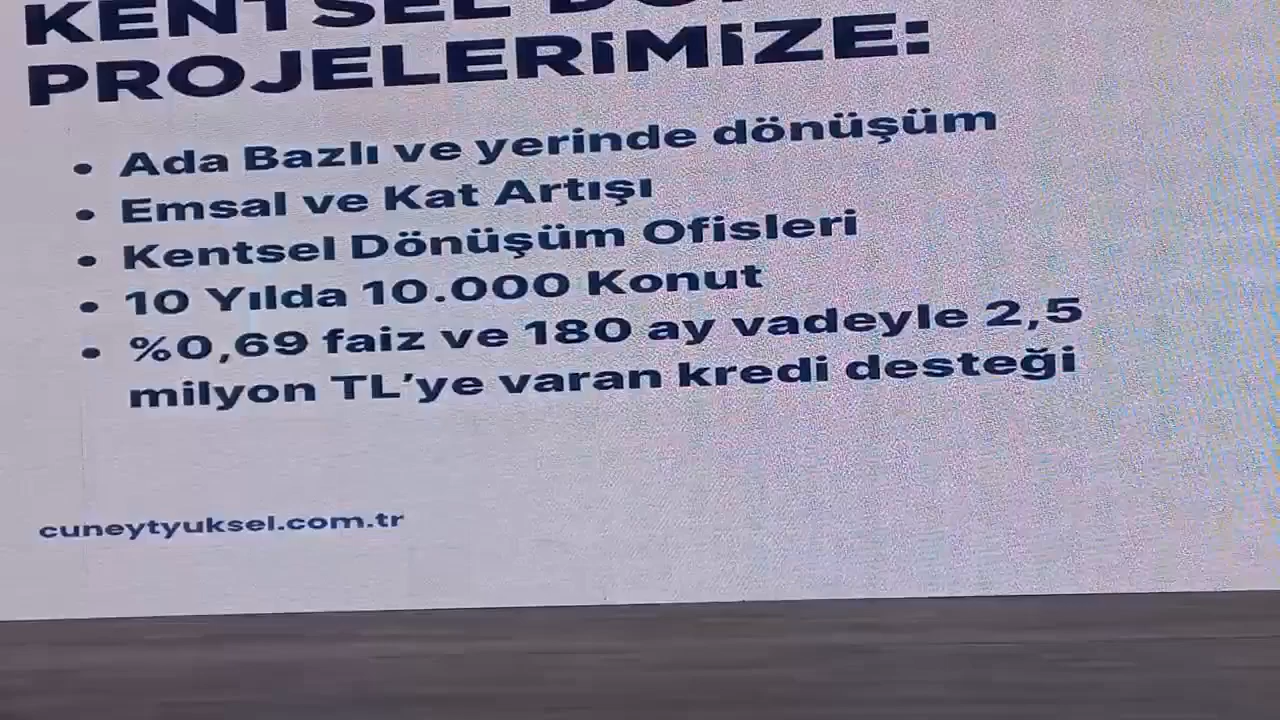 KENTSEL
PROJELERİMİZE:
• Ada Bazlı ve yerinde dönüşüm
• Emsal ve Kat Artışı
• Kentsel Dönüşüm Ofisleri
• 10 Yılda 10.000 Konut
• %0,69 faiz ve 180 ay vadeyle 2,5
milyon TL'ye varan kredi desteği
cuneytyuksel.com.tr